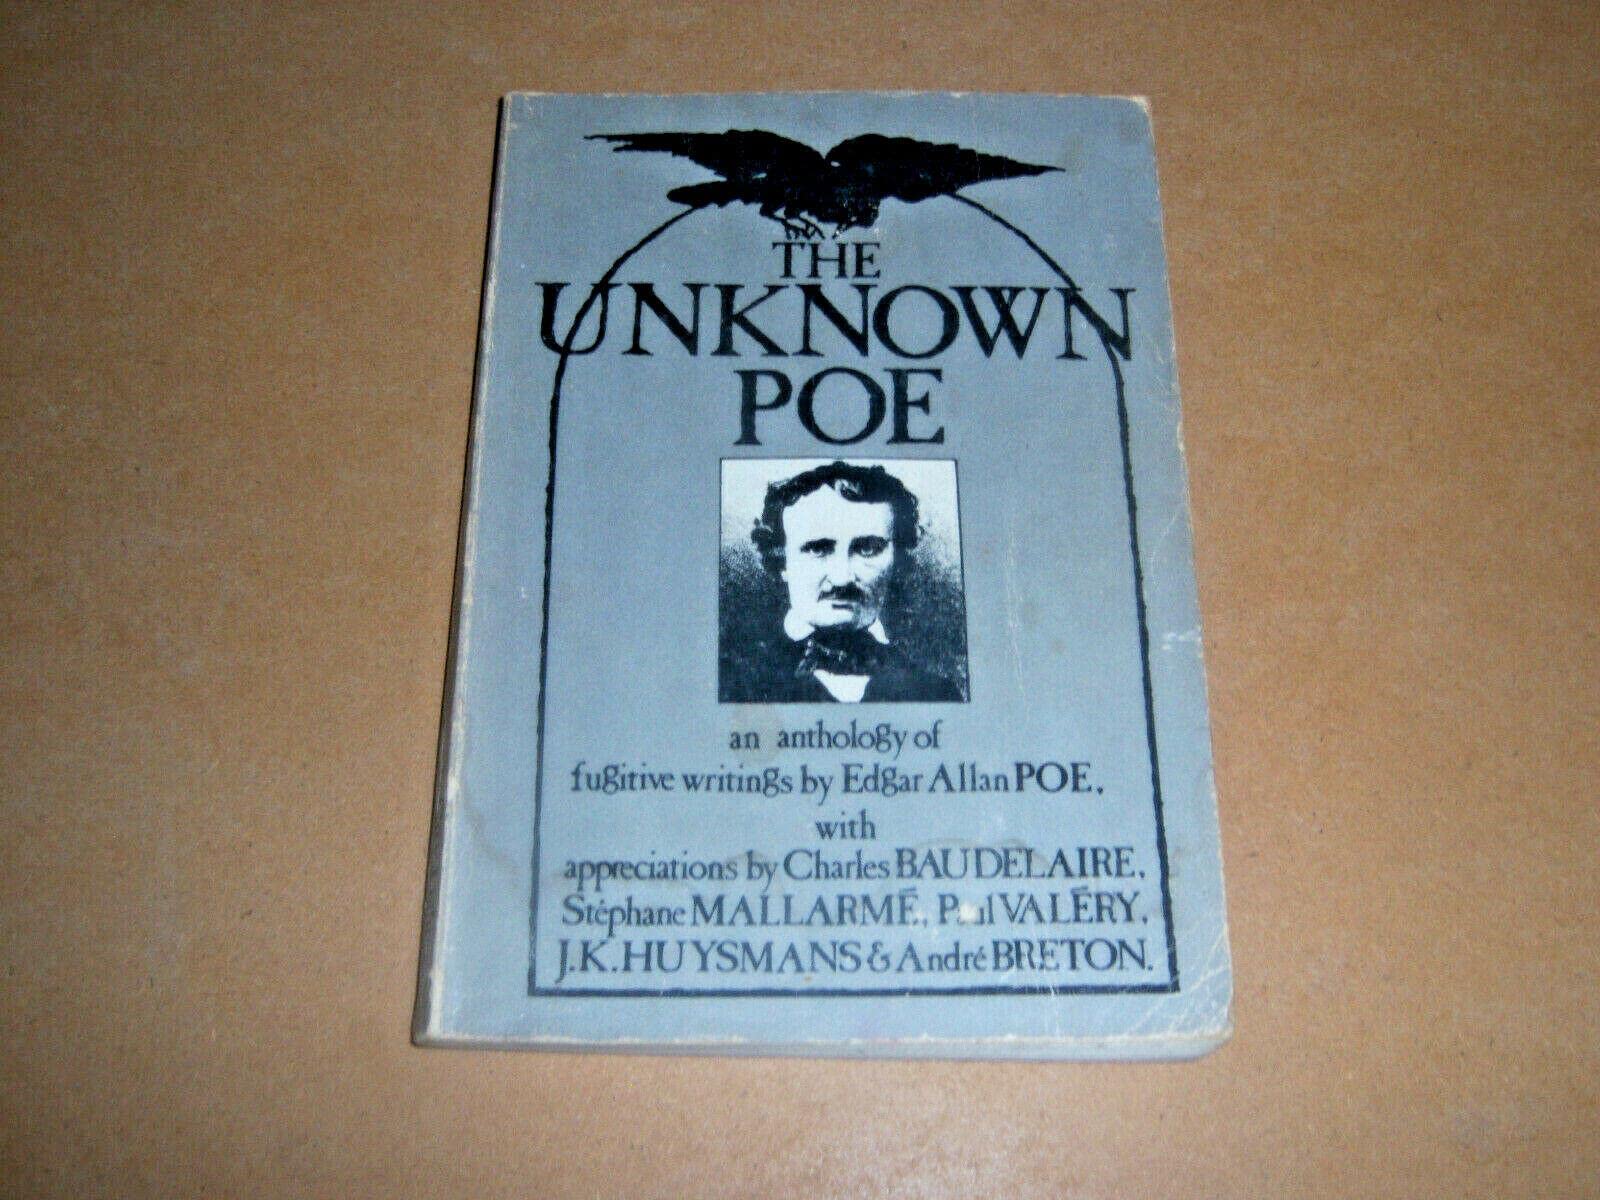 THE
UNKNOWN
POE
an anthology of
fugitive writings by Edgar Allan POE,
with
appreciations by Charles BAUDELAIRE,
Stéphane MALLARMÉ, Paul VALÉRY,
J.K. HUYSMANS & André BRETON.